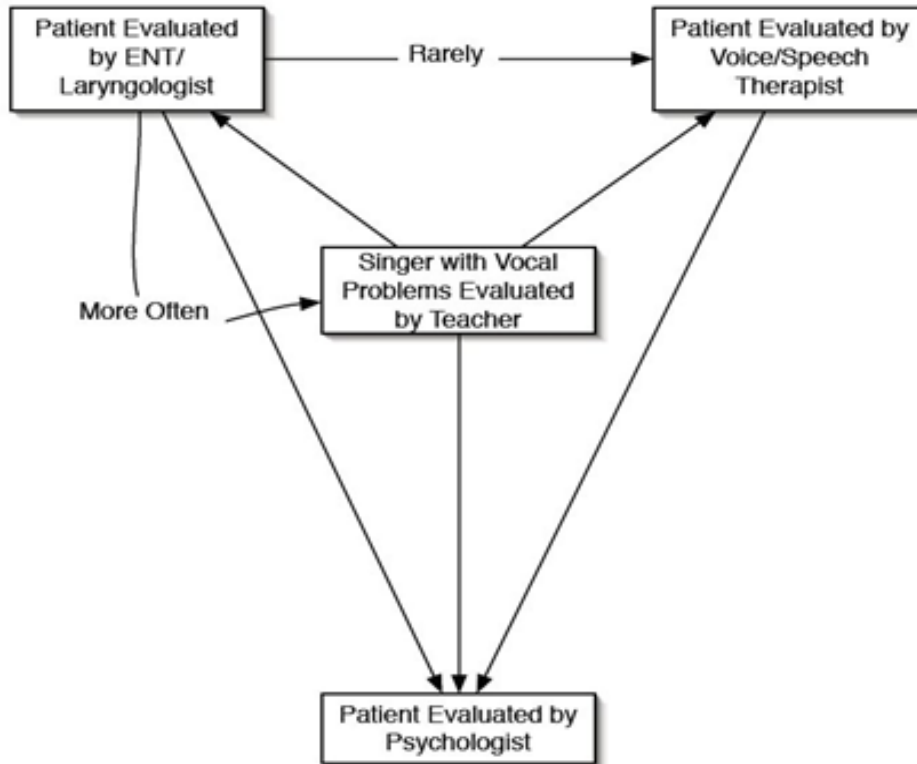 Patient Evaluated
by ENT/
Laryngologist
Rarely
Patient Evaluated by
Voice/Speech
Therapist
Singer with Vocal
Problems Evaluated
by Teacher
More Often
Patient Evaluated by
Psychologist